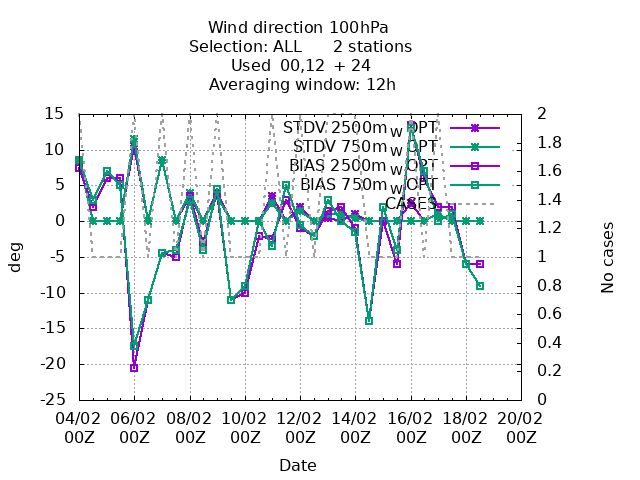 Wind direction 100hPa
Selection: ALL 2 stations
Used 00,12 + 24
Averaging window: 12h
STDV 2500m w OPT
STDV 750m w OPT
BIAS 2500m w OPT
BIAS 750m w OPT
CASES
15
10
5
0
-5
-10
-15
-20
-25
deg
2
1.8
1.6
1.4
1.2
1
0.8
0.6
0.4
0.2
0
No cases
04/02 06/02 08/02 10/02 12/02 14/02 16/02 18/02 20/02
00Z 00Z 00Z 00Z 00Z 00Z 00Z 00Z 00Z
Date